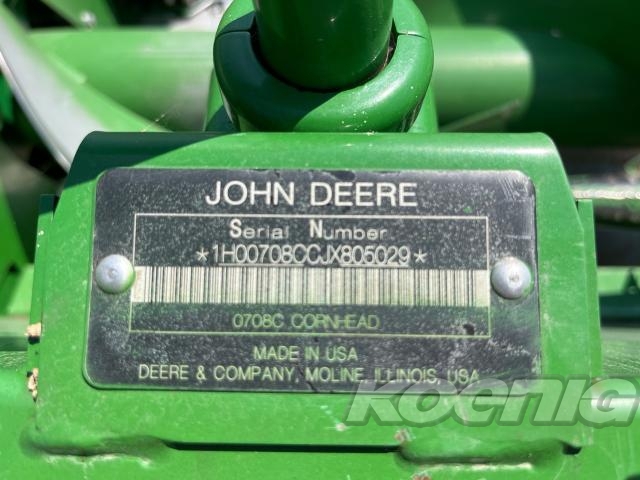 JOHN DEERE
Serial Number
*1H00708CCJX805029*
0708C CORNHEAD
MADE IN USA
DEERE & COMPANY, MOLINE, ILLINOIS, USA
Koenig